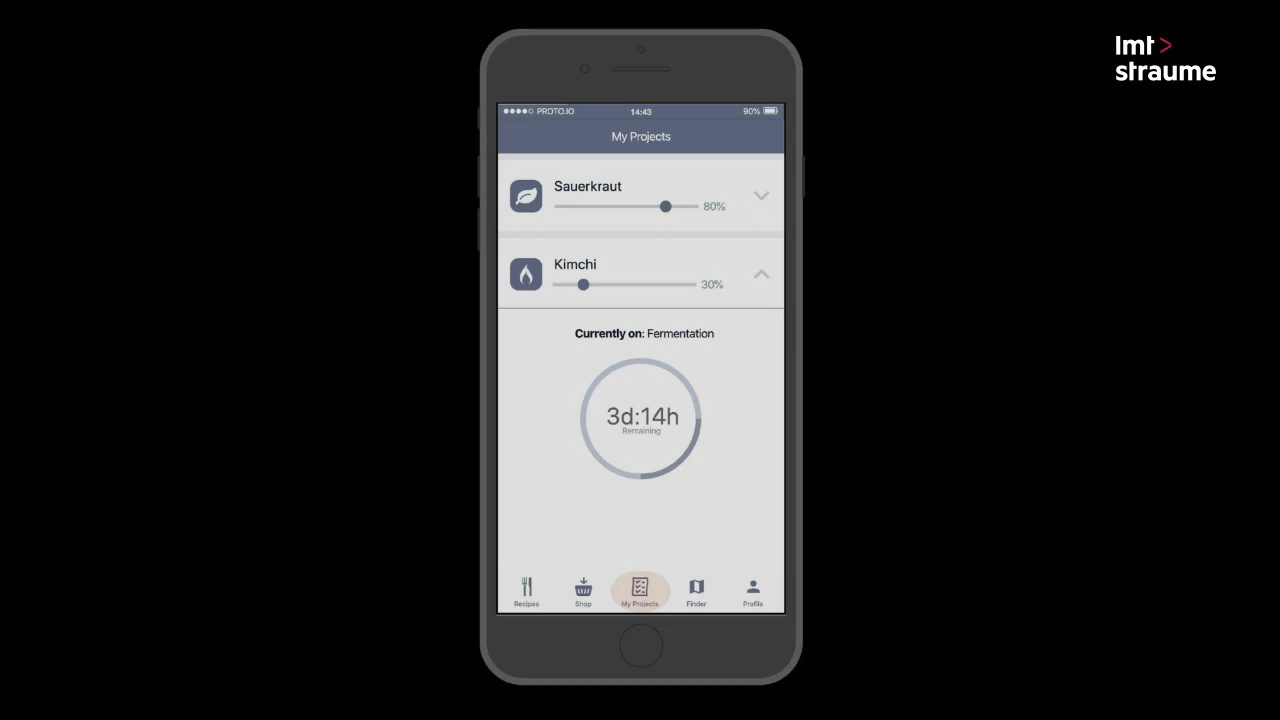 lmt >
straume
PROTO.IO 14:43 90%
My Projects
Sauerkraut
80%
Kimchi
30%
Currently on: Fermentation
3d:14h
Remaining
Recipes Shop My Projects Finder Profile